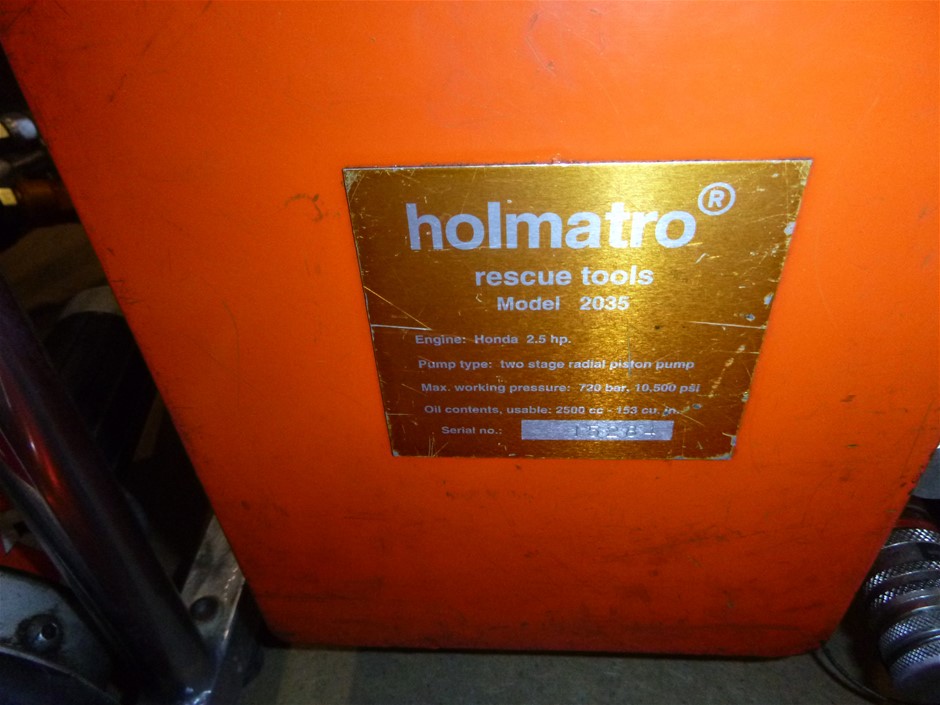 holmatro®
rescue tools
Model 2035
Engine: Honda 2.5 hp.
Pump type: two stage radial piston pump
Max. working pressure: 720 bar. 10,500 psi
Oil contents, usable: 2500 cc - 153 cu. in.
Serial no.: